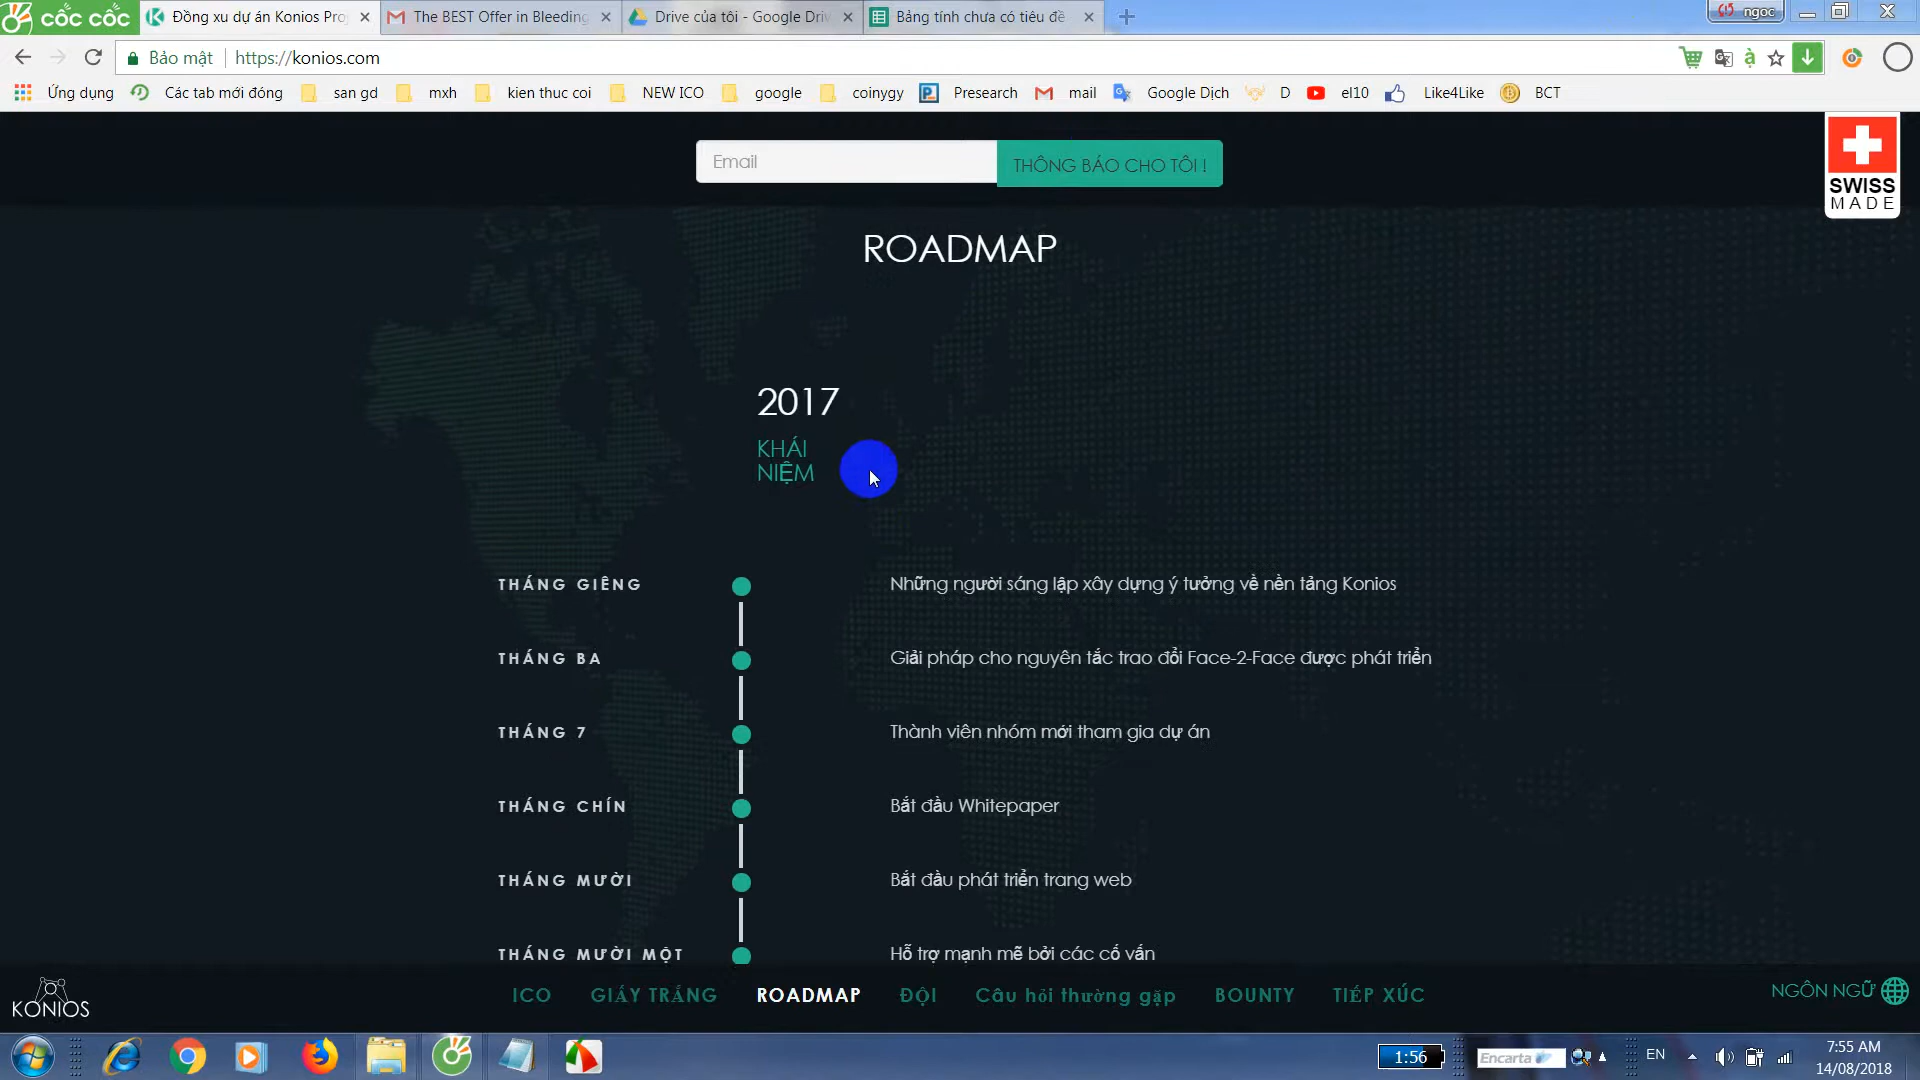 cốc cốc
Đồng xu dự án Konios Pro
The BEST Offer in Bleeding
Drive của tôi - Google Driv
Bảng tính chưa có tiêu đề
ngoc
Bảo mật
https://konios.com
Ứng dụng
Các tab mới đóng
san gd
mxh
kien thuc coi
NEW ICO
google
coinygy
Presearch
mail
Google Dịch
D
el10
Like4Like
BCT
Email
THÔNG BÁO CHO TÔI !
SWISS
MADE
ROADMAP
2017
KHÁI
NIỆM
THÁNG GIÊNG
Những người sáng lập xây dựng ý tưởng về nền tảng Konios
THÁNG BA
Giải pháp cho nguyên tắc trao đổi Face-2-Face được phát triển
THÁNG 7
Thành viên nhóm mới tham gia dự án
THÁNG CHÍN
Bắt đầu Whitepaper
THÁNG MƯỜI
Bắt đầu phát triển trang web
THÁNG MƯỜI MỘT
Hỗ trợ mạnh mẽ bởi các cố vấn
KONIOS
ICO
GIẤY TRẮNG
ROADMAP
ĐỘI
Câu hỏi thường gặp
BOUNTY
TIẾP XÚC
NGÔN NGỮ
1:56
Encarta
EN
7:55 AM
14/08/2018